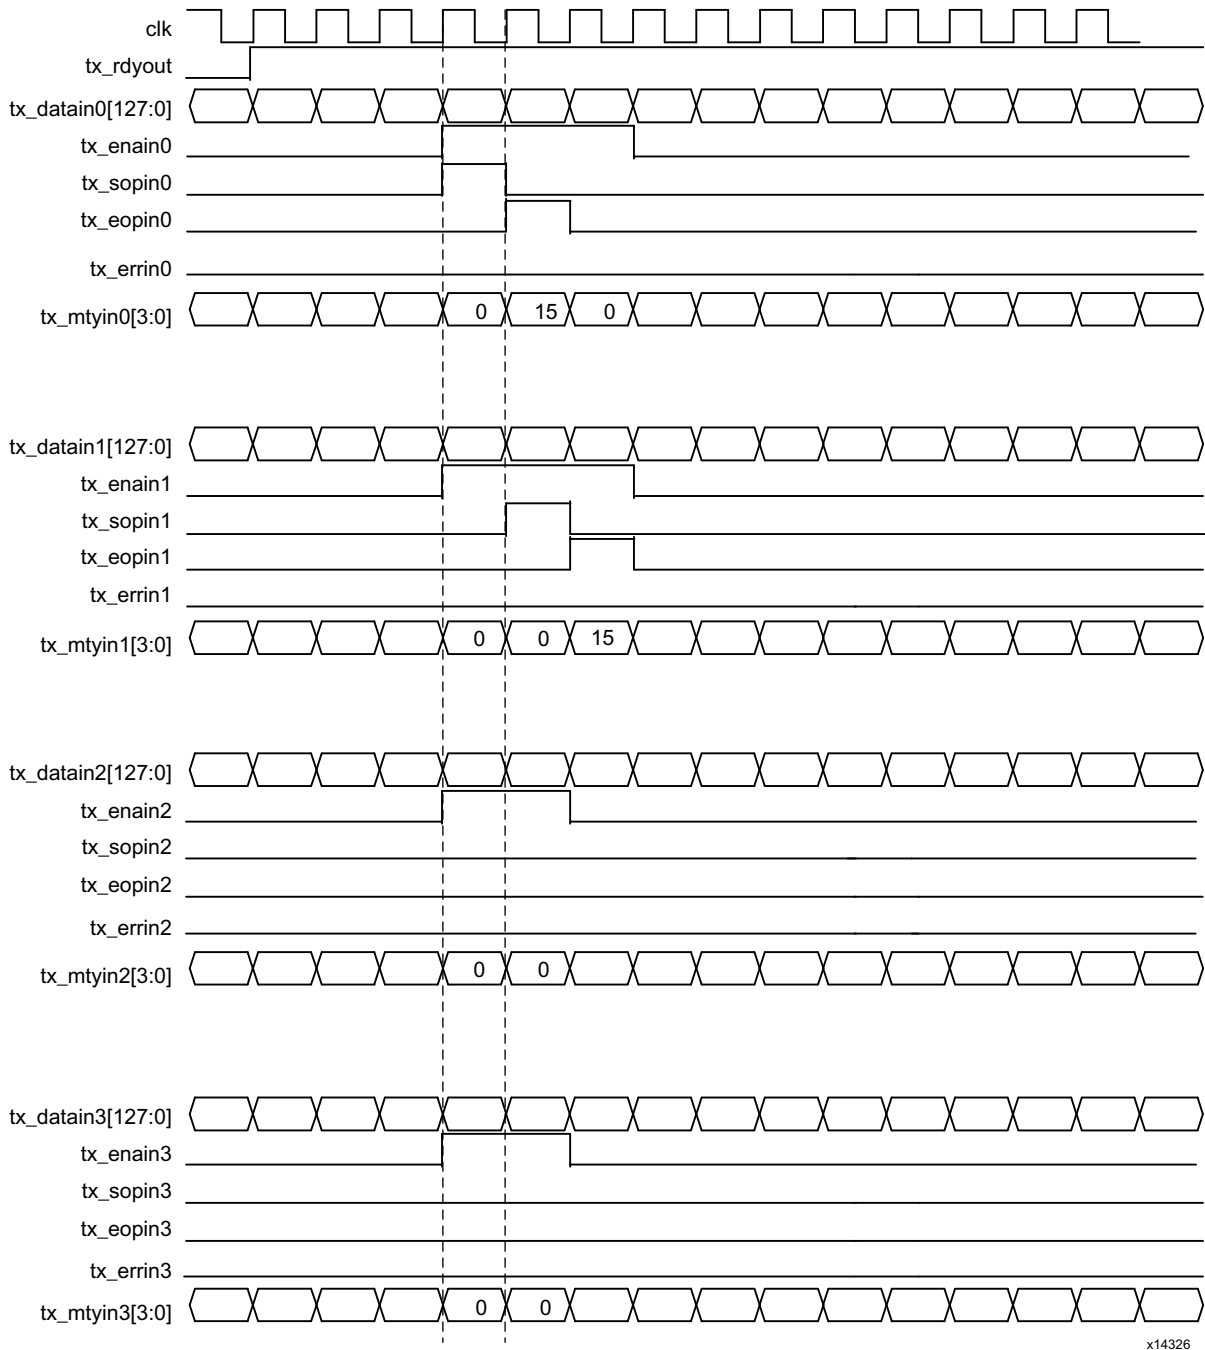 clk
tx_rdyout
tx_datain0[127:0]
tx_enain0
tx_sopin0
tx_eopin0
tx_errin0
tx_mtyin0[3:0] 0 15 0
tx_datain1[127:0]
tx_enain1
tx_sopin1
tx_eopin1
tx_errin1
tx_mtyin1[3:0] 0 0 15
tx_datain2[127:0]
tx_enain2
tx_sopin2
tx_eopin2
tx_errin2
tx_mtyin2[3:0] 0 0
tx_datain3[127:0]
tx_enain3
tx_sopin3
tx_eopin3
tx_errin3
tx_mtyin3[3:0] 0 0
x14326